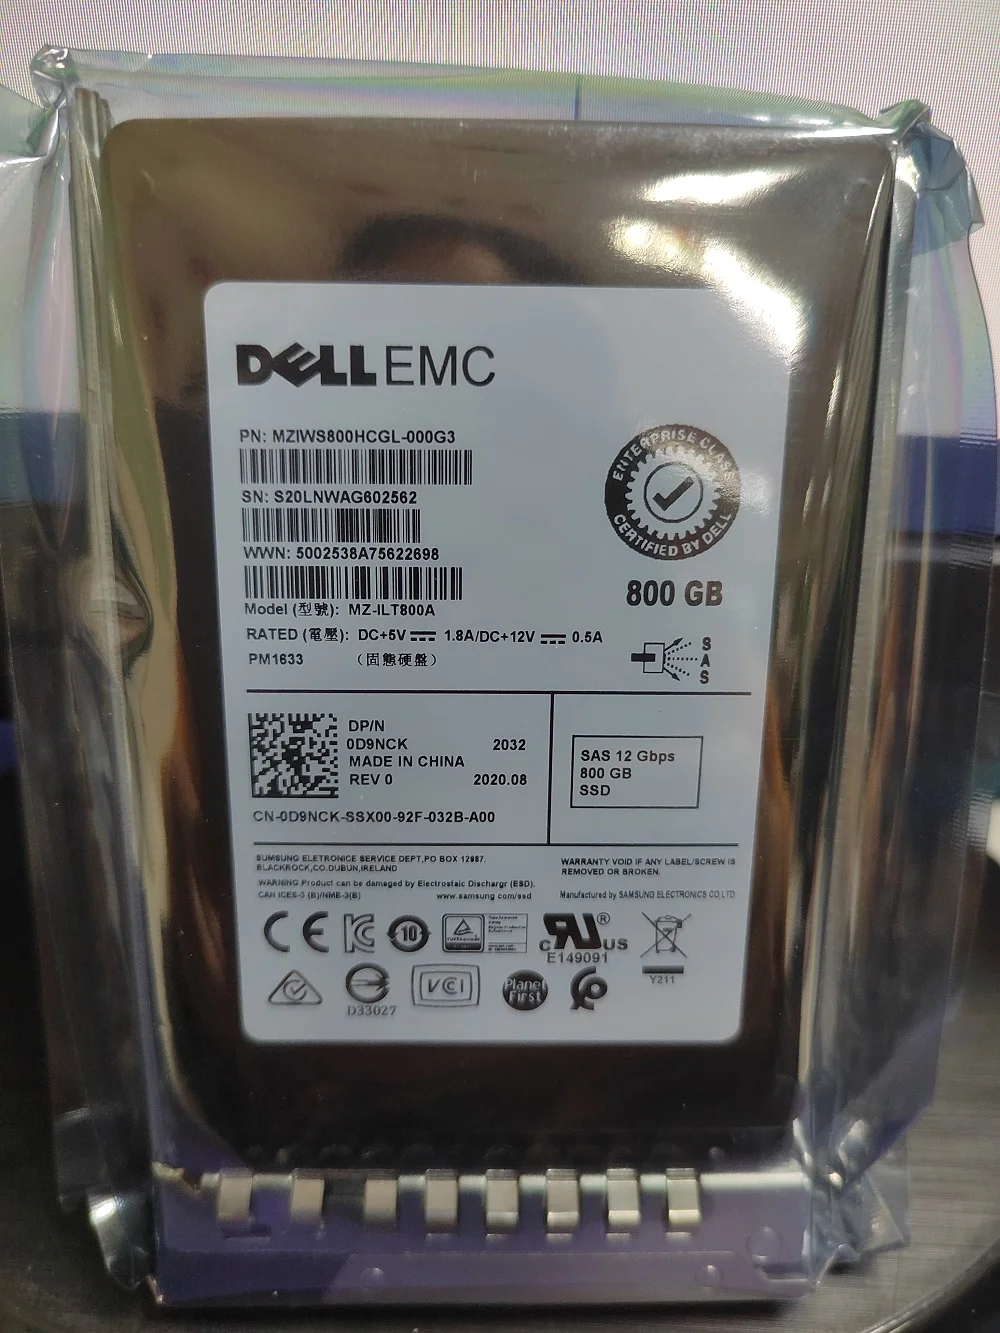 DELL EMC
PN: MZIWS800HCGL-000G3
SN: S20LNWAG602562
WWN: 5002538A75622698
Model (型號): MZ-ILT800A
RATED (電壓): DC+5V 1.8A/DC+12V 0.5A
PM1633 (固態硬盤)
ENTERPRISE CLASS
CERTIFIED BY DELL
800 GB
SAS
DP/N
0D9NCK 2032
MADE IN CHINA
REV 0 2020.08
CN-0D9NCK-SSX00-92F-032B-A00
SAS 12 Gbps
800 GB
SSD
SUMSUNG ELETRONICE SERVICE DEPT,PO BOX 12987.
BLACKROCK,CO.DUBUN,IRELAND
WARNING Product can be damaged by Electrostaic Dischargr (ESD).
CAN ICES-3 (B)/NMB-3(B) www.samsung.com/ssd
WARRANTY VOID IF ANY LABEL/SCREW IS
REMOVED OR BROKEN.
Manufactured by SAMSUNG ELECTRONICS CO,LTD
CE
10
c RU ® US
E149091
Y211
D33027
VCI
Planet
First